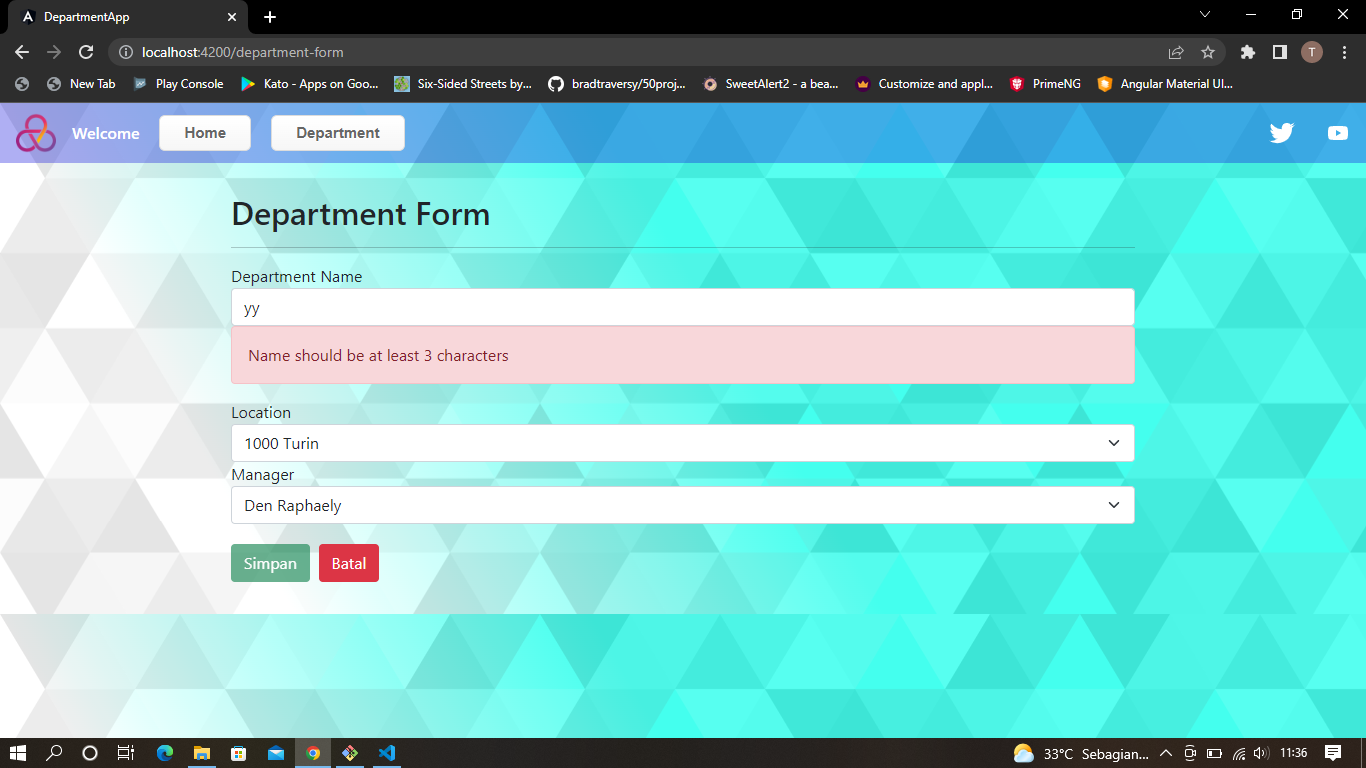 DepartmentApp
localhost:4200/department-form
New Tab
Play Console
Kato - Apps on Goo...
Six-Sided Streets by...
bradtraversy/50proj...
SweetAlert2 - a bea...
Customize and appl...
PrimeNG
Angular Material UI...
T
Welcome
Home
Department
Department Form
Department Name
yy
Name should be at least 3 characters
Location
1000 Turin
Manager
Den Raphaely
Simpan
Batal
33°C Sebagian...
11:36